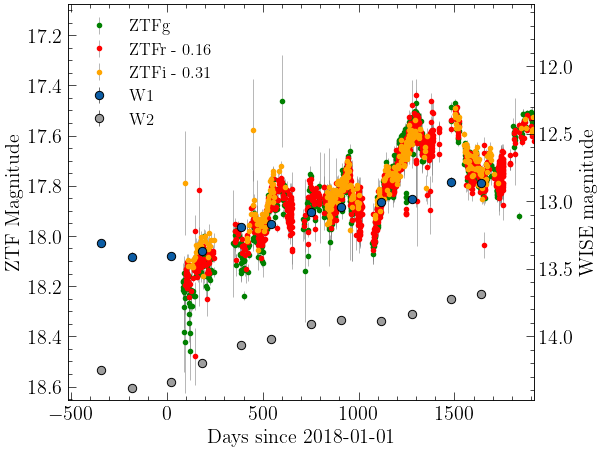 ZTFg
ZTFr - 0.16
ZTFi - 0.31
W1
W2
17.2
17.4
17.6
17.8
18.0
18.2
18.4
18.6
ZTF Magnitude
12.0
12.5
13.0
13.5
14.0
WISE magnitude
−500 0 500 1000 1500
Days since 2018-01-01